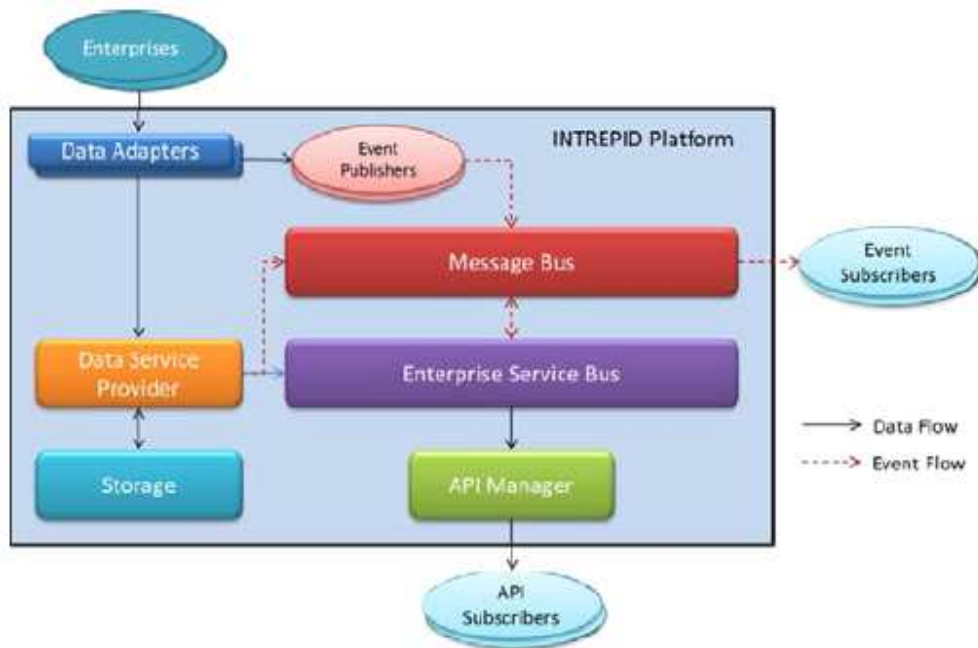 Enterprises
INTREPID Platform
Data Adapters
Event
Publishers
Message Bus
Event
Subscribers
Data Service
Provider
Enterprise Service Bus
Data Flow
Event Flow
Storage
API Manager
API
Subscribers